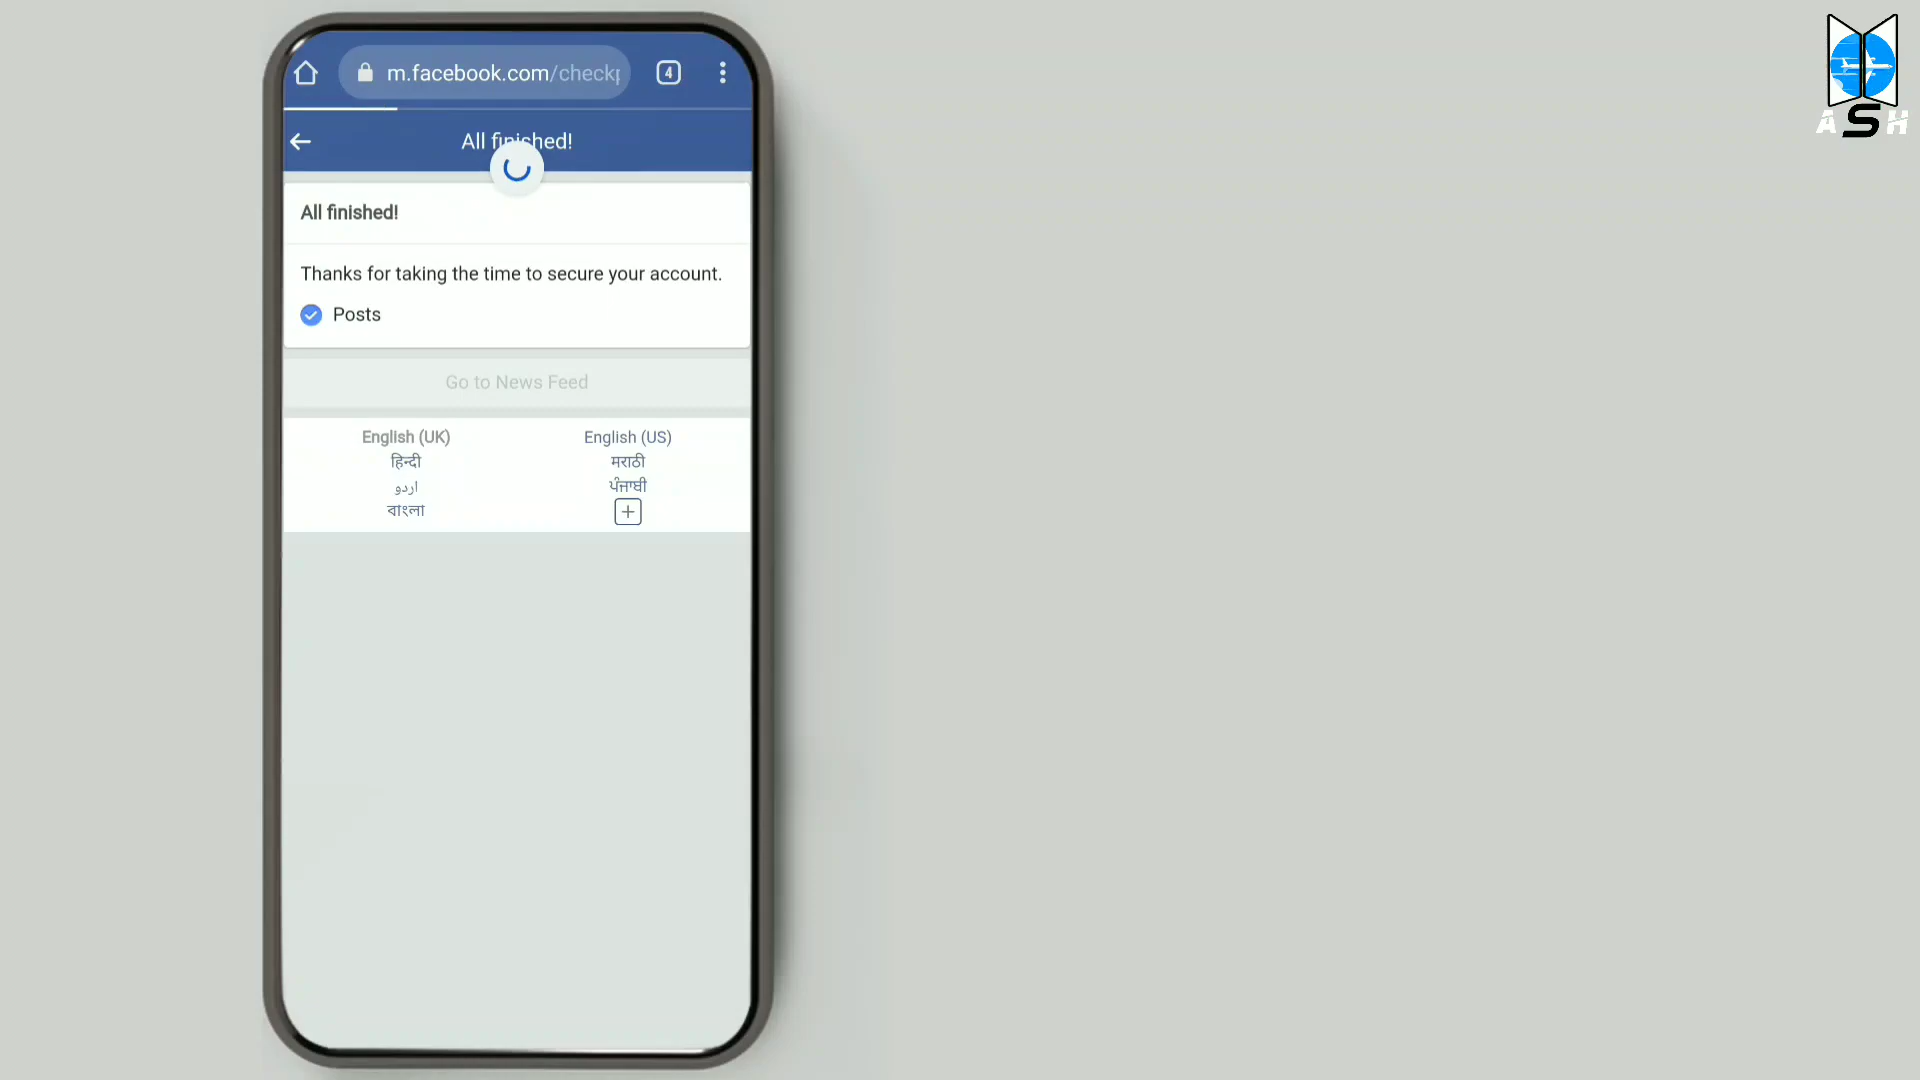 m.facebook.com/checkp
4
All finished!
All finished!
Thanks for taking the time to secure your account.
Posts
Go to News Feed
English (UK)
English (US)
हिन्दी
मराठी
اردو
ਪੰਜਾਬੀ
বাংলা
ASH